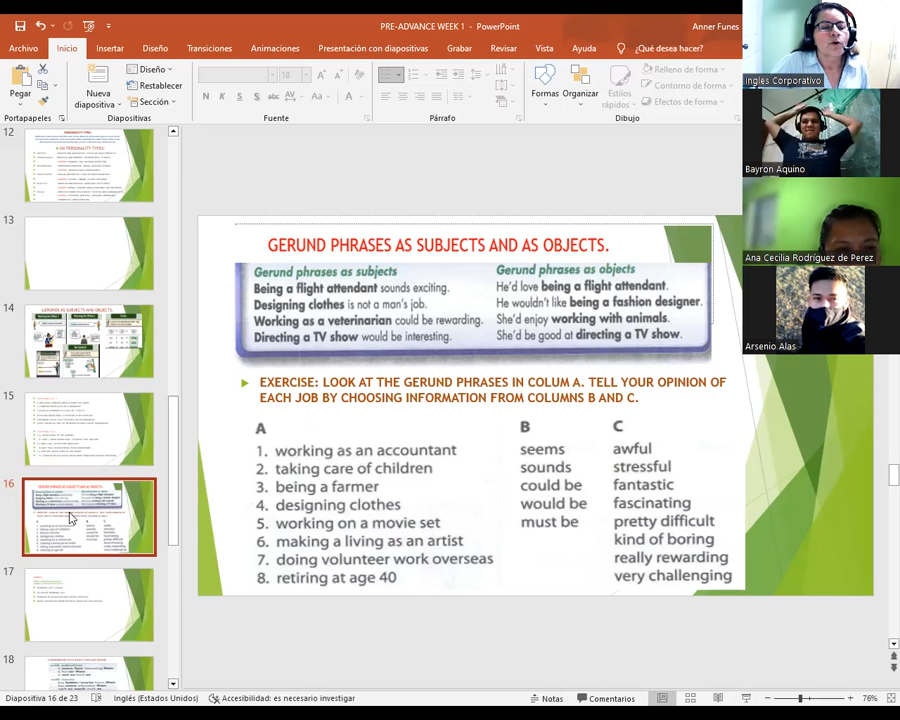 PRE-ADVANCE WEEK 1 - PowerPoint
Anner Funes
Archivo Inicio Insertar Diseño Transiciones Animaciones Presentación con diapositivas Grabar Revisar Vista Ayuda ¿Qué desea hacer?
Pegar
Nueva diapositiva
Diseño
Restablecer
Sección
18
N K S S abc AV Aa A
Formas
Organizar
Estilos rápidos
Relleno de forma
Contorno de forma
Efectos de forma
Portapapeles Diapositivas Fuente Párrafo Dibujo
Ingles Corporativo
Bayron Aquino
Ana Cecilia Rodríguez de Perez
Arsenio Alas
12
13
14
15
16
17
18
GERUND PHRASES AS SUBJECTS AND AS OBJECTS.
Gerund phrases as subjects
Being a flight attendant sounds exciting.
Designing clothes is not a man's job.
Working as a veterinarian could be rewarding.
Directing a TV show would be interesting.
Gerund phrases as objects
He'd love being a flight attendant.
He wouldn't like being a fashion designer.
She'd enjoy working with animals.
She'd be good at directing a TV show.
EXERCISE: LOOK AT THE GERUND PHRASES IN COLUM A. TELL YOUR OPINION OF
EACH JOB BY CHOOSING INFORMATION FROM COLUMNS B AND C.
A
1. working as an accountant
2. taking care of children
3. being a farmer
4. designing clothes
5. working on a movie set
6. making a living as an artist
7. doing volunteer work overseas
8. retiring at age 40
B
seems
sounds
could be
would be
must be
C
awful
stressful
fantastic
fascinating
pretty difficult
kind of boring
really rewarding
very challenging
Diapositiva 16 de 23 Inglés (Estados Unidos) Accesibilidad: es necesario investigar Notas Comentarios 76%